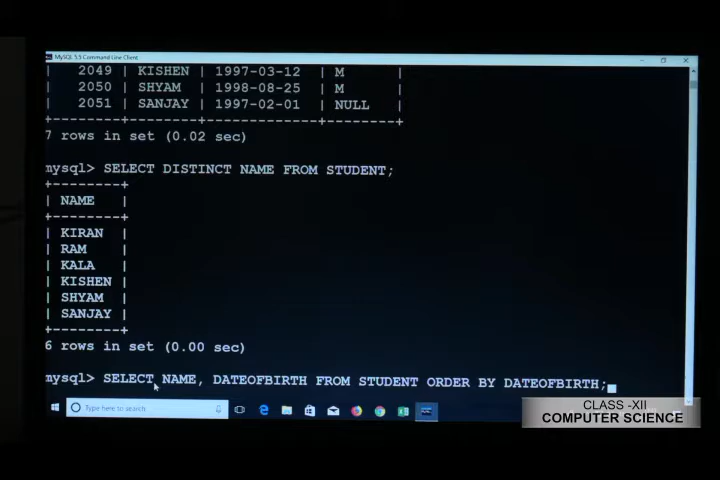 MySQL 5.5 Command Line Client
| 2049 | KISHEN | 1997-03-12 | M |
| 2050 | SHYAM | 1998-08-25 | M |
| 2051 | SANJAY | 1997-02-01 | NULL |
+--------+--------+-------------+--------+
7 rows in set (0.02 sec)
mysql> SELECT DISTINCT NAME FROM STUDENT;
+--------+
| NAME |
+--------+
| KIRAN |
| RAM |
| KALA |
| KISHEN |
| SHYAM |
| SANJAY |
+--------+
6 rows in set (0.00 sec)
mysql> SELECT NAME, DATEOFBIRTH FROM STUDENT ORDER BY DATEOFBIRTH;
Type here to search
CLASS -XII
COMPUTER SCIENCE